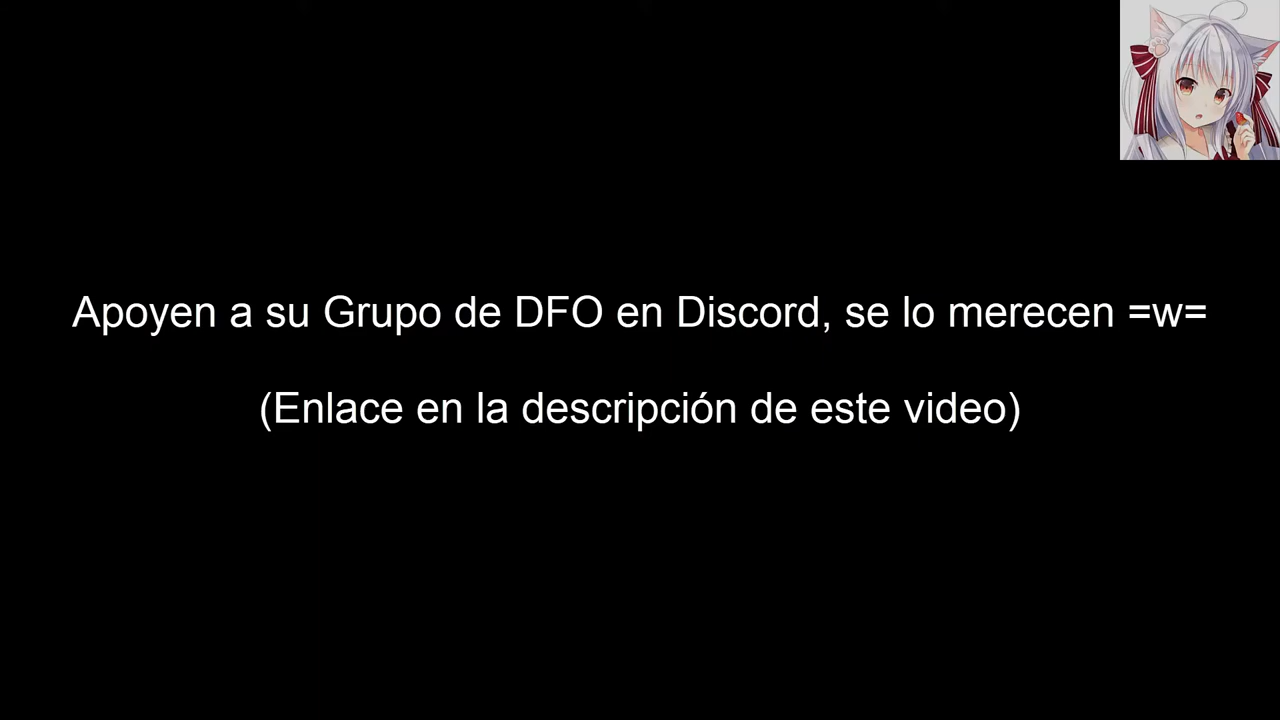 Apoyen a su Grupo de DFO en Discord, se lo merecen =w=
(Enlace en la descripción de este video)